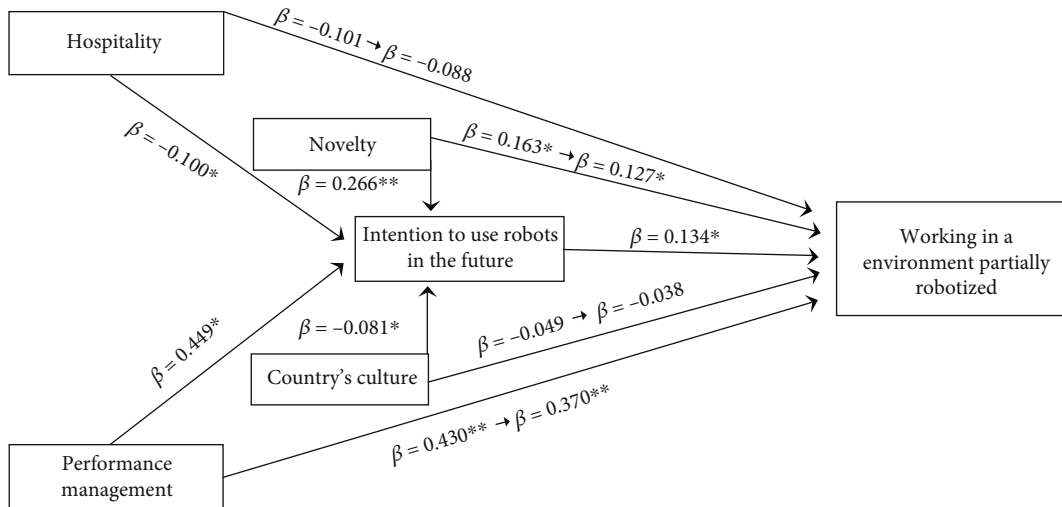 Hospitality
β = –0.101 → β = –0.088
β = –0.100*
Novelty
β = 0.163* → β = 0.127*
β = 0.266**
Intention to use robots
in the future
β = 0.134*
Working in a
environment partially
robotized
β = –0.081*
β = –0.049 → β = –0.038
β = 0.449*
Country's culture
β = 0.430** → β = 0.370**
Performance
management